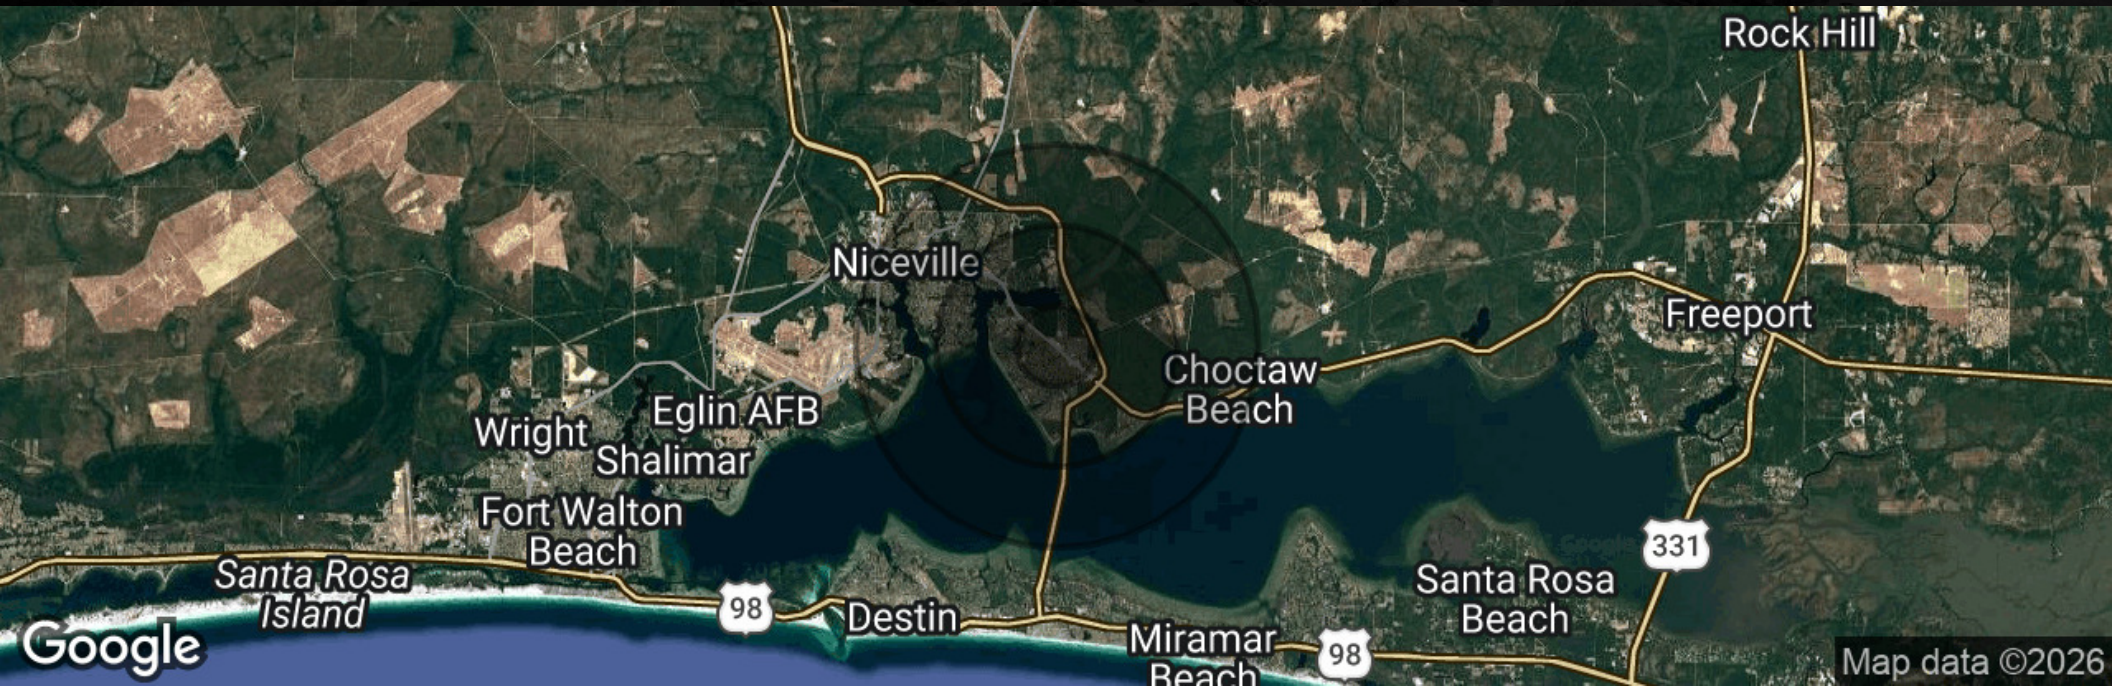 Rock Hill
Niceville
Freeport
Choctaw
Beach
Eglin AFB
Wright
Shalimar
Fort Walton
Beach
331
Santa Rosa
Island
Santa Rosa
Beach
98
Destin
Miramar
Beach
98
Google
Map data ©2026